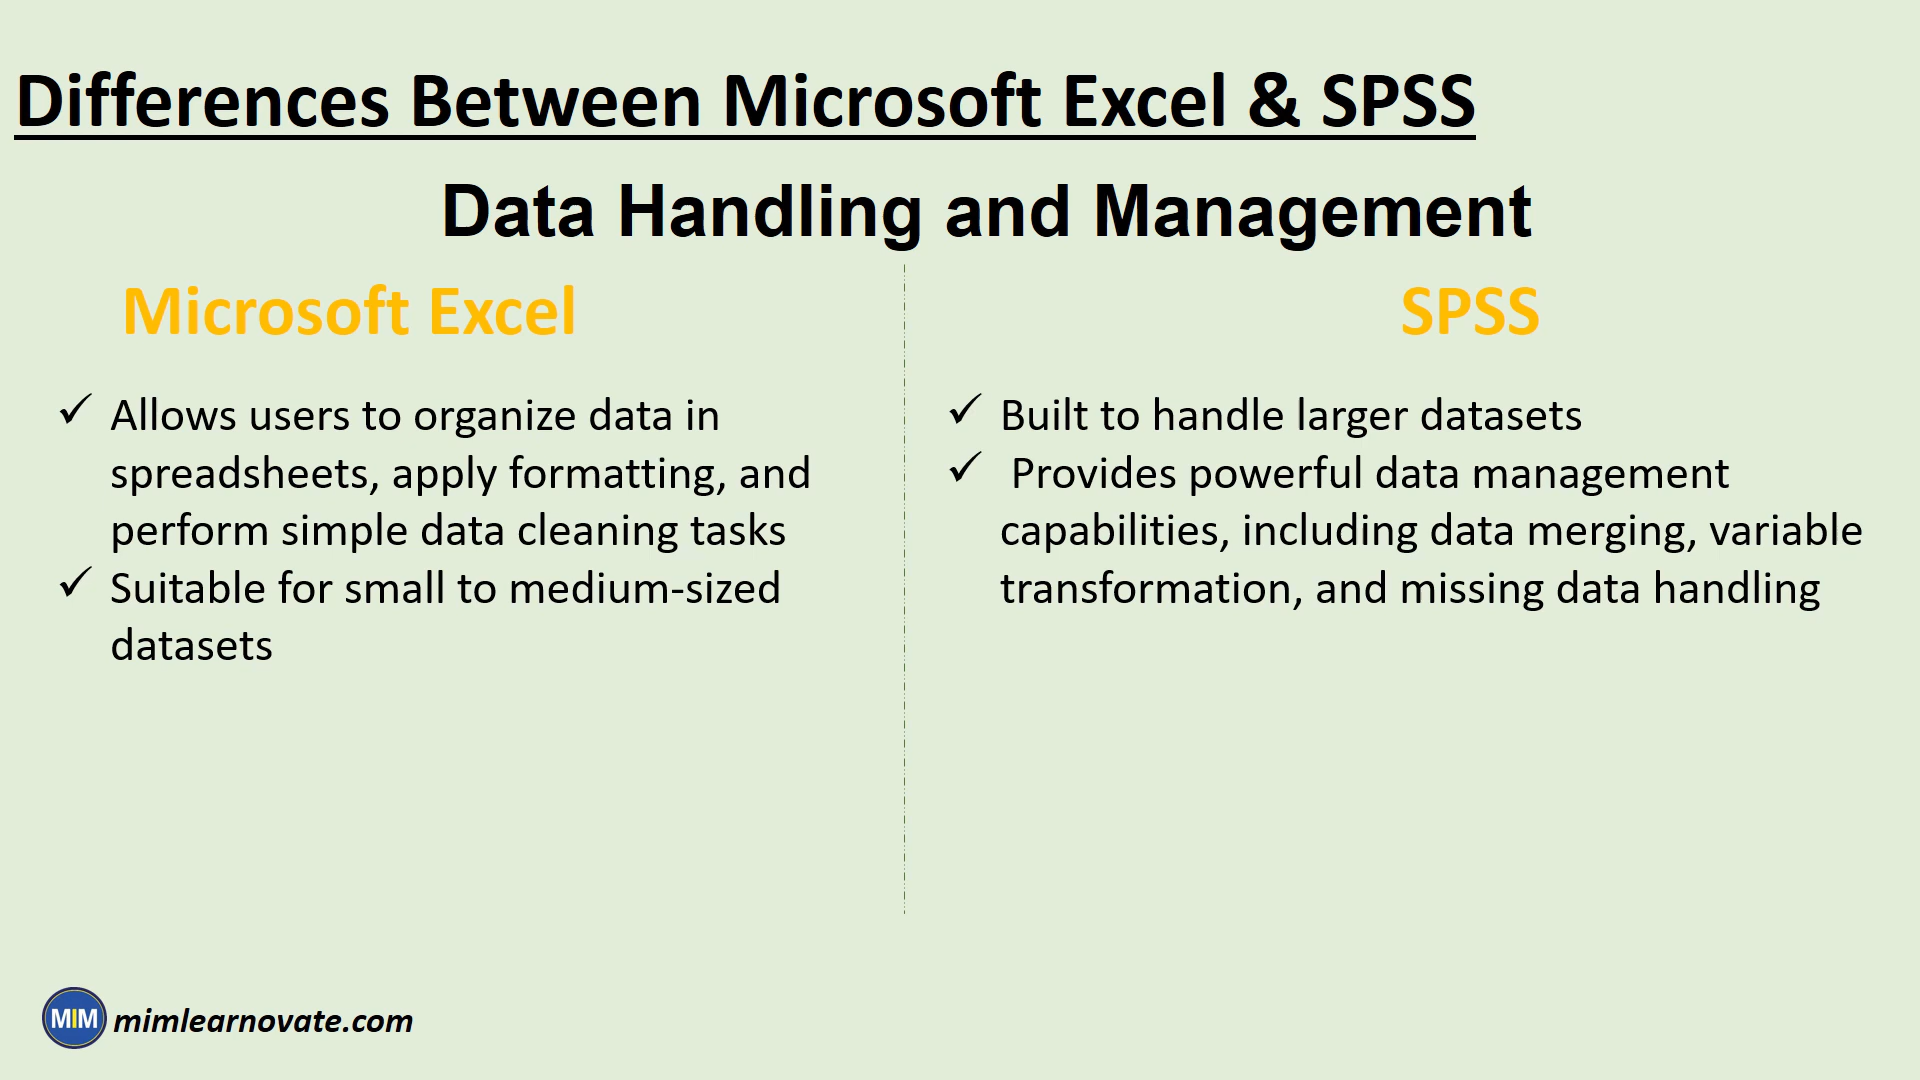 Differences Between Microsoft Excel & SPSS
Data Handling and Management
Microsoft Excel
✓ Allows users to organize data in
spreadsheets, apply formatting, and
perform simple data cleaning tasks
✓ Suitable for small to medium-sized
datasets
SPSS
✓ Built to handle larger datasets
✓ Provides powerful data management
capabilities, including data merging, variable
transformation, and missing data handling
MIM
mimlearnovate.com